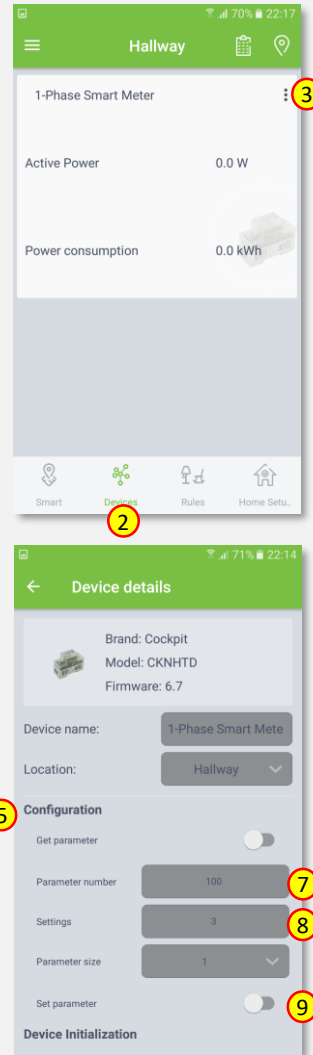 70% 22:17
Hallway
1-Phase Smart Meter
3
Active Power 0.0 W
Power consumption 0.0 kWh
Smart Devices Rules Home Setu..
2
71% 22:14
Device details
Brand: Cockpit
Model: CKNHTD
Firmware: 6.7
Device name: 1-Phase Smart Mete
Location: Hallway
5 Configuration
Get parameter
Parameter number 100 7
Settings 3 8
Parameter size 1
Set parameter 9
Device Initialization